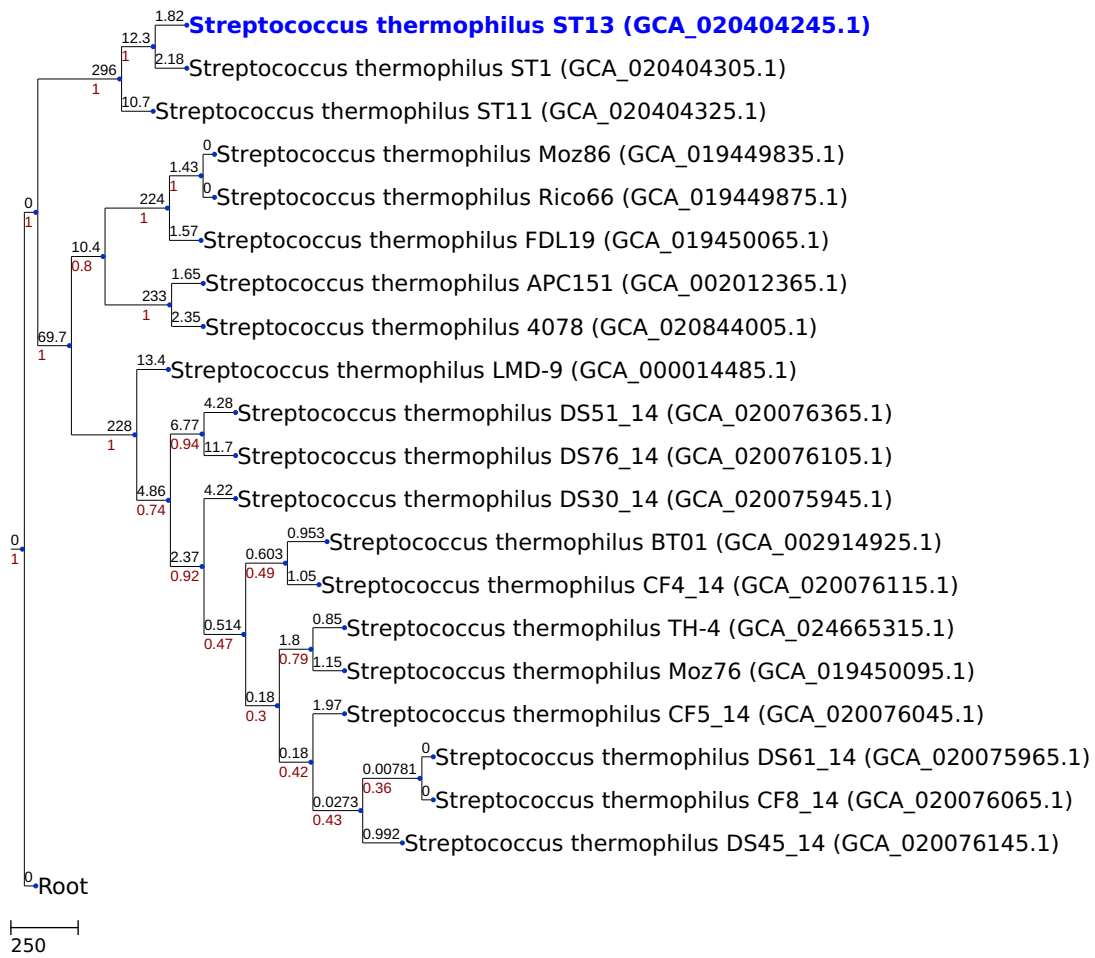 1.82
Streptococcus thermophilus ST13 (GCA_020404245.1)
12.3
1
2.18
Streptococcus thermophilus ST1 (GCA_020404305.1)
296
1
10.7
Streptococcus thermophilus ST11 (GCA_020404325.1)
0
Streptococcus thermophilus Moz86 (GCA_019449835.1)
1.43
1
0
Streptococcus thermophilus Rico66 (GCA_019449875.1)
224
1
0
1
1.57
Streptococcus thermophilus FDL19 (GCA_019450065.1)
10.4
0.8
1.65
Streptococcus thermophilus APC151 (GCA_002012365.1)
233
1
2.35
Streptococcus thermophilus 4078 (GCA_020844005.1)
69.7
1
13.4
Streptococcus thermophilus LMD-9 (GCA_000014485.1)
4.28
Streptococcus thermophilus DS51_14 (GCA_020076365.1)
228
1
6.77
0.94
11.7
Streptococcus thermophilus DS76_14 (GCA_020076105.1)
4.86
0.74
4.22
Streptococcus thermophilus DS30_14 (GCA_020075945.1)
0
1
0.953
Streptococcus thermophilus BT01 (GCA_002914925.1)
2.37
0.92
0.603
0.49
1.05
Streptococcus thermophilus CF4_14 (GCA_020076115.1)
0.85
Streptococcus thermophilus TH-4 (GCA_024665315.1)
0.514
0.47
1.8
0.79
1.15
Streptococcus thermophilus Moz76 (GCA_019450095.1)
0.18
0.3
1.97
Streptococcus thermophilus CF5_14 (GCA_020076045.1)
0.18
0.42
0
Streptococcus thermophilus DS61_14 (GCA_020075965.1)
0.00781
0.36
0
Streptococcus thermophilus CF8_14 (GCA_020076065.1)
0.0273
0.43
0.992
Streptococcus thermophilus DS45_14 (GCA_020076145.1)
0
Root
250